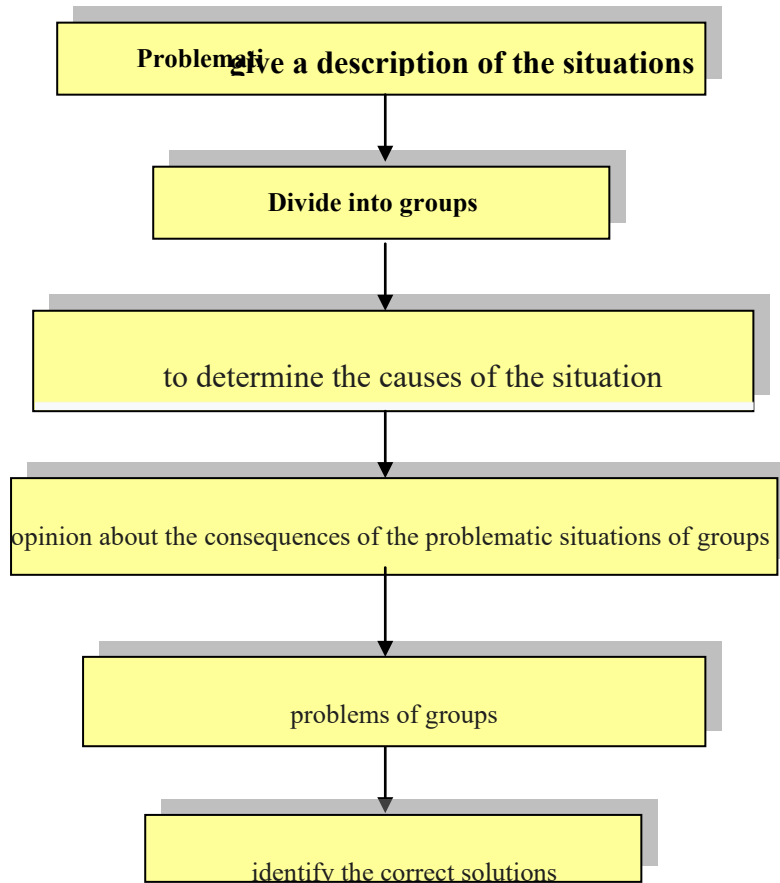 Problemati
give a description of the situations
Divide into groups
to determine the causes of the situation
opinion about the consequences of the problematic situations of groups
problems of groups
identify the correct solutions